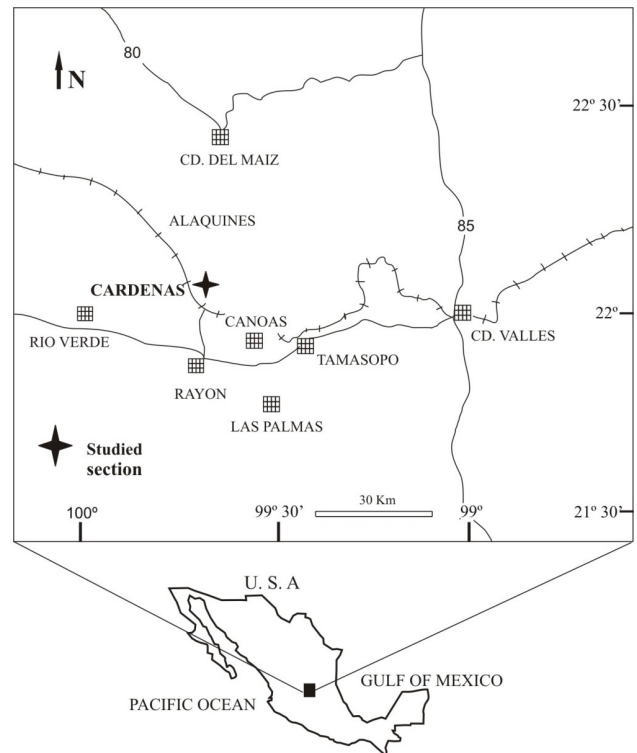 80
N
22º 30'
CD. DEL MAIZ
ALAQUINES
85
CARDENAS
CANOAS
22º
RIO VERDE
CD. VALLES
TAMASOPO
RAYON
LAS PALMAS
Studied
section
30 Km
100º
99º 30'
99º
21º 30'
U. S. A
GULF OF MEXICO
PACIFIC OCEAN